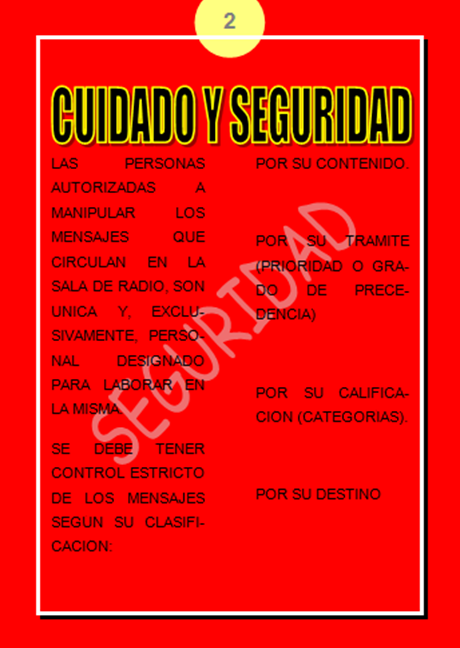 2
CUIDADO Y SEGURIDAD
LAS PERSONAS
AUTORIZADAS A
MANIPULAR LOS
MENSAJES QUE
CIRCULAN EN LA
SALA DE RADIO, SON
UNICA Y, EXCLU-
SIVAMENTE, PERSO-
NAL DESIGNADO
PARA LABORAR EN
LA MISMA.
SE DEBE TENER
CONTROL ESTRICTO
DE LOS MENSAJES
SEGUN SU CLASIFI-
CACION:
POR SU CONTENIDO.
POR SU TRAMITE
(PRIORIDAD O GRA-
DO DE PRECE-
DENCIA)
POR SU CALIFICA-
CION (CATEGORIAS).
POR SU DESTINO
SEGURIDAD